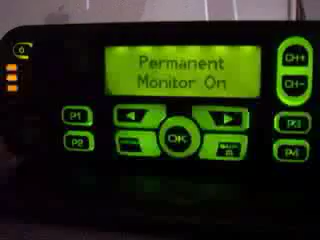 Permanent
Monitor On
CH+
CH-
P1
P2
OK
P3
P4